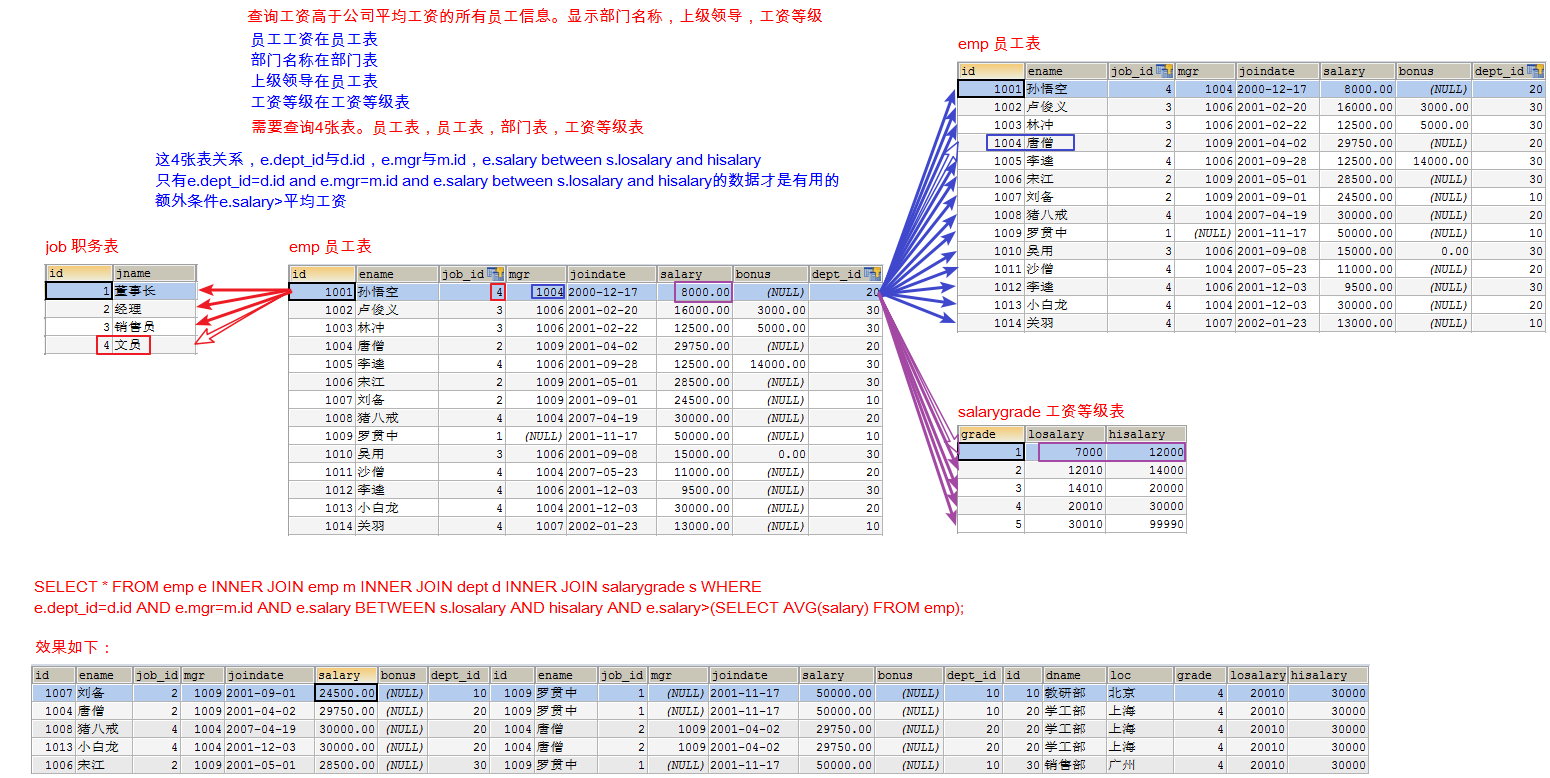 查询工资高于公司平均工资的所有员工信息。显示部门名称，上级领导，工资等级
员工工资在员工表
部门名称在部门表
上级领导在员工表
工资等级在工资等级表
需要查询4张表。员工表，员工表，部门表，工资等级表
这4张表关系，e.dept_id与d.id，e.mgr与m.id，e.salary between s.losalary and hisalary
只有e.dept_id=d.id and e.mgr=m.id and e.salary between s.losalary and hisalary的数据才是有用的
额外条件e.salary>平均工资
emp 员工表
id ename job_id mgr joindate salary bonus dept_id
1001 孙悟空 4 1004 2000-12-17 8000.00 (NULL) 20
1002 卢俊义 3 1006 2001-02-20 16000.00 3000.00 30
1003 林冲 3 1006 2001-02-22 12500.00 5000.00 30
1004 唐僧 2 1009 2001-04-02 29750.00 (NULL) 20
1005 李逵 4 1006 2001-09-28 12500.00 14000.00 30
1006 宋江 2 1009 2001-05-01 28500.00 (NULL) 30
1007 刘备 2 1009 2001-09-01 24500.00 (NULL) 10
1008 猪八戒 4 1004 2007-04-19 30000.00 (NULL) 20
1009 罗贯中 1 (NULL) 2001-11-17 50000.00 (NULL) 10
1010 吴用 3 1006 2001-09-08 15000.00 0.00 30
1011 沙僧 4 1004 2007-05-23 11000.00 (NULL) 20
1012 李逵 4 1006 2001-12-03 9500.00 (NULL) 30
1013 小白龙 4 1004 2001-12-03 30000.00 (NULL) 20
1014 关羽 4 1007 2002-01-23 13000.00 (NULL) 10
job 职务表
id jname
1 董事长
2 经理
3 销售员
4 文员
emp 员工表
id ename job_id mgr joindate salary bonus dept_id
1001 孙悟空 4 1004 2000-12-17 8000.00 (NULL) 20
1002 卢俊义 3 1006 2001-02-20 16000.00 3000.00 30
1003 林冲 3 1006 2001-02-22 12500.00 5000.00 30
1004 唐僧 2 1009 2001-04-02 29750.00 (NULL) 20
1005 李逵 4 1006 2001-09-28 12500.00 14000.00 30
1006 宋江 2 1009 2001-05-01 28500.00 (NULL) 30
1007 刘备 2 1009 2001-09-01 24500.00 (NULL) 10
1008 猪八戒 4 1004 2007-04-19 30000.00 (NULL) 20
1009 罗贯中 1 (NULL) 2001-11-17 50000.00 (NULL) 10
1010 吴用 3 1006 2001-09-08 15000.00 0.00 30
1011 沙僧 4 1004 2007-05-23 11000.00 (NULL) 20
1012 李逵 4 1006 2001-12-03 9500.00 (NULL) 30
1013 小白龙 4 1004 2001-12-03 30000.00 (NULL) 20
1014 关羽 4 1007 2002-01-23 13000.00 (NULL) 10
salarygrade 工资等级表
grade losalary hisalary
1 7000 12000
2 12010 14000
3 14010 20000
4 20010 30000
5 30010 99990
SELECT * FROM emp e INNER JOIN emp m INNER JOIN dept d INNER JOIN salarygrade s WHERE
e.dept_id=d.id AND e.mgr=m.id AND e.salary BETWEEN s.losalary AND hisalary AND e.salary>(SELECT AVG(salary) FROM emp);
效果如下：
id ename job_id mgr joindate salary bonus dept_id id ename job_id mgr joindate salary bonus dept_id id dname loc grade losalary hisalary
1007 刘备 2 1009 2001-09-01 24500.00 (NULL) 10 1009 罗贯中 1 (NULL) 2001-11-17 50000.00 (NULL) 10 10 教研部 北京 4 20010 30000
1004 唐僧 2 1009 2001-04-02 29750.00 (NULL) 20 1009 罗贯中 1 (NULL) 2001-11-17 50000.00 (NULL) 10 20 学工部 上海 4 20010 30000
1008 猪八戒 4 1004 2007-04-19 30000.00 (NULL) 20 1004 唐僧 2 1009 2001-04-02 29750.00 (NULL) 20 20 学工部 上海 4 20010 30000
1013 小白龙 4 1004 2001-12-03 30000.00 (NULL) 20 1004 唐僧 2 1009 2001-04-02 29750.00 (NULL) 20 20 学工部 上海 4 20010 30000
1006 宋江 2 1009 2001-05-01 28500.00 (NULL) 30 1009 罗贯中 1 (NULL) 2001-11-17 50000.00 (NULL) 10 30 销售部 广州 4 20010 30000